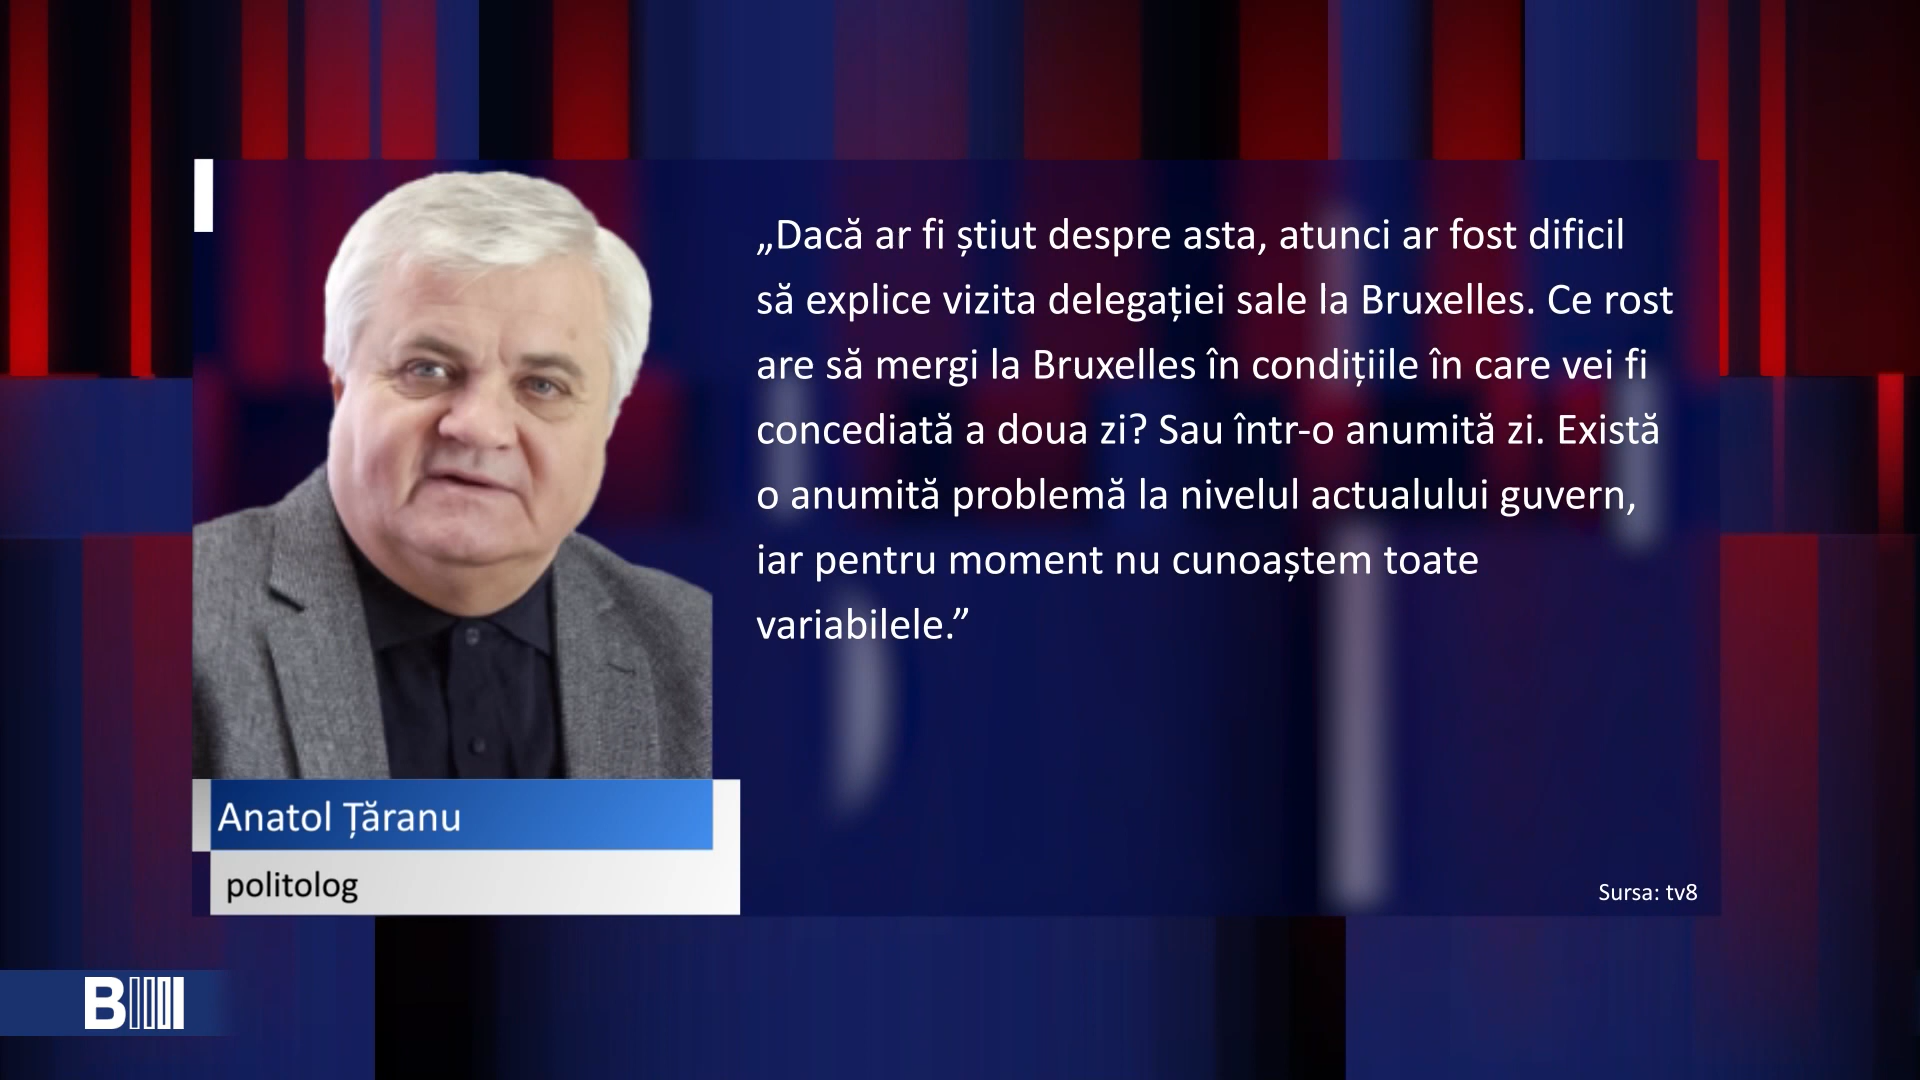 „Dacă ar fi știut despre asta, atunci ar fost dificil
să explice vizita delegației sale la Bruxelles. Ce rost
are să mergi la Bruxelles în condițiile în care vei fi
concediată a doua zi? Sau într-o anumită zi. Există
o anumită problemă la nivelul actualului guvern,
iar pentru moment nu cunoaștem toate
variabilele.”
Anatol Țăranu
politolog
Sursa: tv8
B